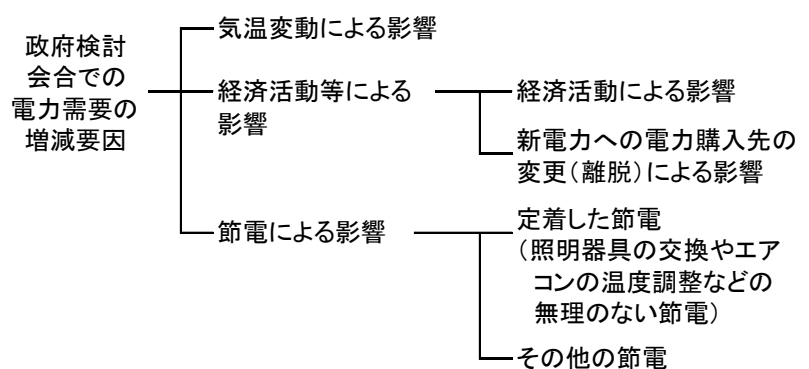 政府検討
会合での
電力需要の
増減要因
気温変動による影響
経済活動等による
影響
経済活動による影響
新電力への電力購入先の
変更(離脱)による影響
節電による影響
定着した節電
(照明器具の交換やエア
コンの温度調整などの
無理のない節電)
その他の節電